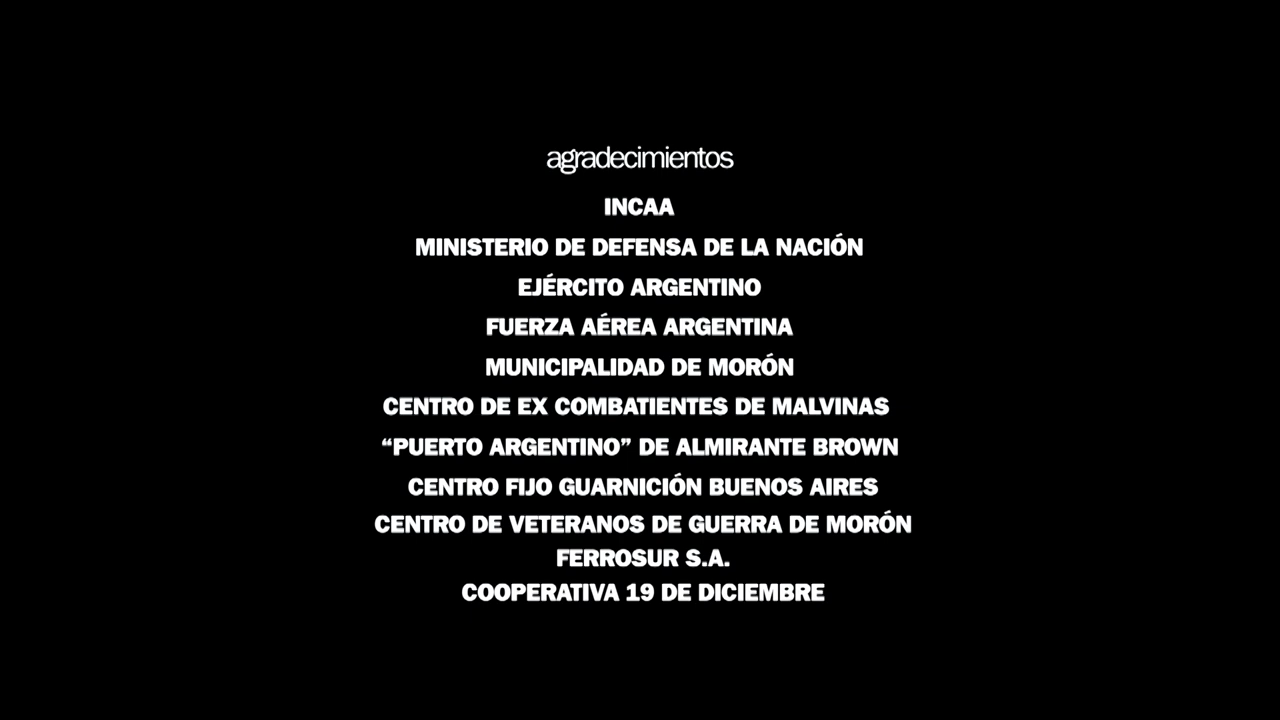 agradecimientos
INCAA
MINISTERIO DE DEFENSA DE LA NACIÓN
EJÉRCITO ARGENTINO
FUERZA AÉREA ARGENTINA
MUNICIPALIDAD DE MORÓN
CENTRO DE EX COMBATIENTES DE MALVINAS
“PUERTO ARGENTINO” DE ALMIRANTE BROWN
CENTRO FIJO GUARNICIÓN BUENOS AIRES
CENTRO DE VETERANOS DE GUERRA DE MORÓN
FERROSUR S.A.
COOPERATIVA 19 DE DICIEMBRE